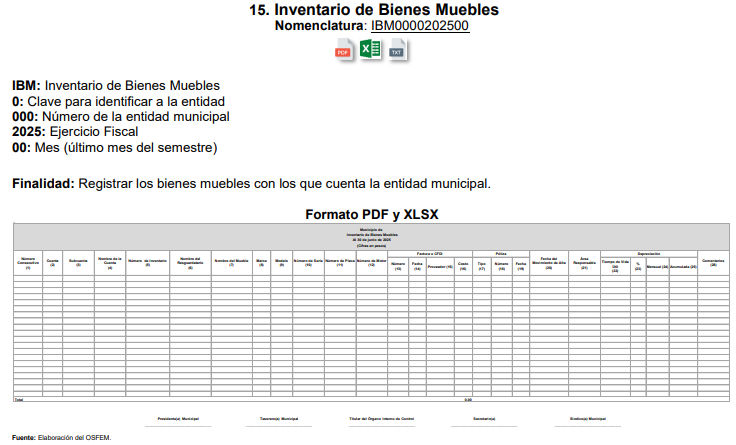 15. Inventario de Bienes Muebles
Nomenclatura: IBM0000202500
PDF
X
TXT
IBM: Inventario de Bienes Muebles
0: Clave para identificar a la entidad
000: Número de la entidad municipal
2025: Ejercicio Fiscal
00: Mes (último mes del semestre)
Finalidad: Registrar los bienes muebles con los que cuenta la entidad municipal.
Formato PDF y XLSX
Municipio de
Inventario de Bienes Muebles
Al 30 de junio de 2025
(Cifras en pesos)
Factura o CFDI
Póliza
Depreciación
Número Consecutivo (1)
Cuenta (2)
Subcuenta (3)
Nombre de la Cuenta (4)
Número de Inventario (5)
Nombre del Resguardatario (6)
Nombre del Mueble (7)
Marca (8)
Modelo (9)
Número de Serie (10)
Número de Placa (11)
Número de Motor (12)
Número (13)
Fecha (14)
Proveedor (15)
Costo (16)
Tipo (17)
Número (18)
Fecha (19)
Fecha del Movimiento de Alta (20)
Área Responsable (21)
Tiempo de Vida Útil (22)
% (23)
Mensual (24)
Acumulada (25)
Comentarios (26)
Total
0.00
Presidente(a) Municipal
Tesorero(a) Municipal
Titular del Órgano Interno de Control
Secretario(a)
Síndico(a) Municipal
Fuente: Elaboración del OSFEM.